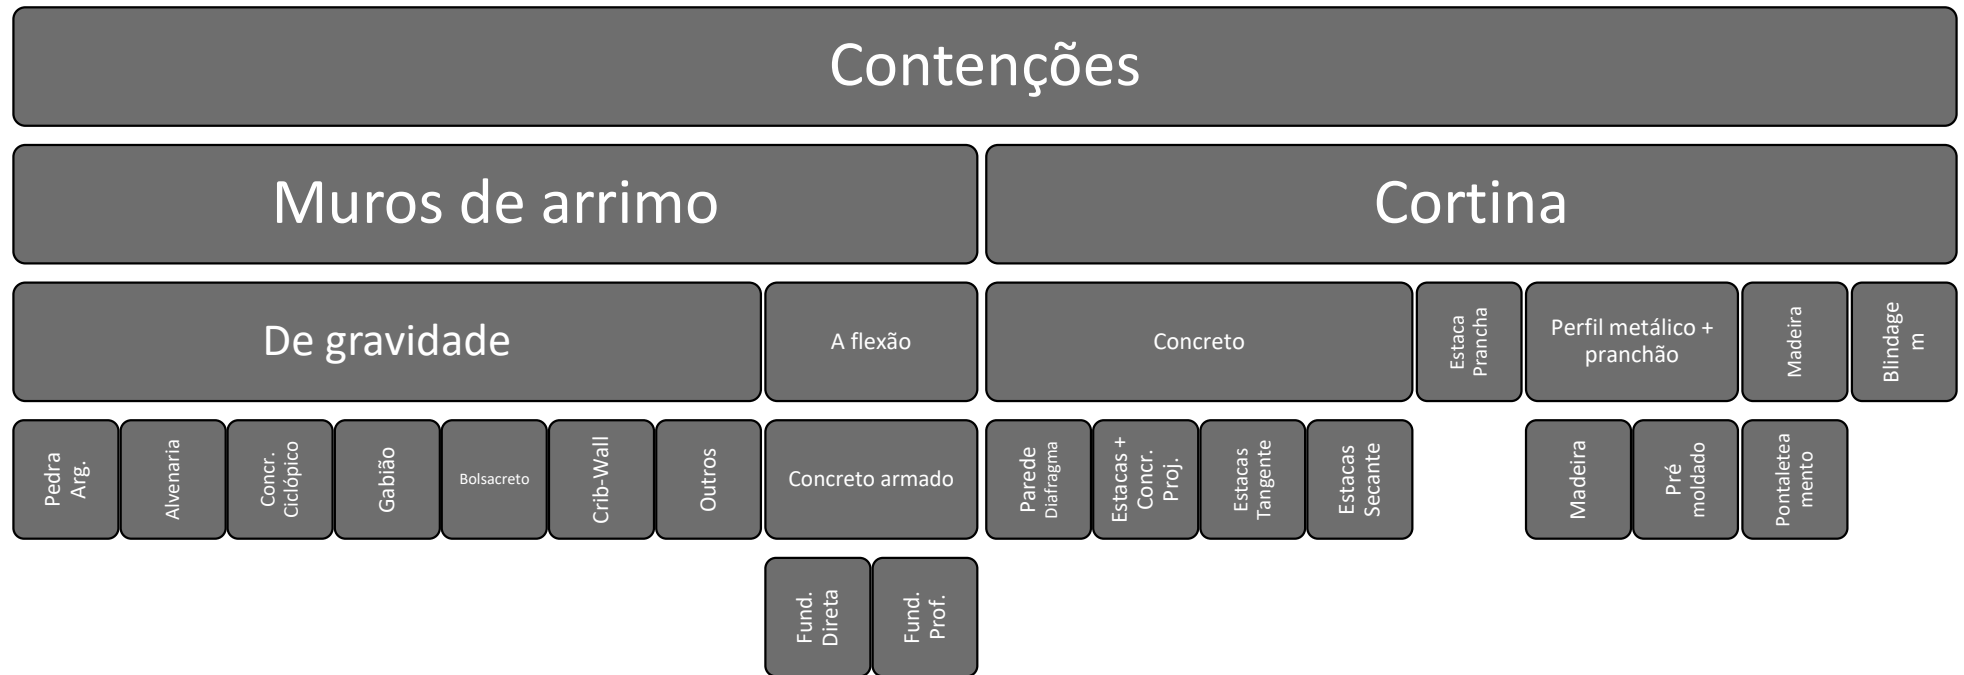 Contenções
Muros de arrimo
Cortina
De gravidade
A flexão
Concreto
Estaca
Prancha
Perfil metálico +
pranchão
Madeira
Blindage
m
Pedra
Arg.
Alvenaria
Concr.
Ciclópico
Gabião
Bolsacreto
Crib-Wall
Outros
Concreto armado
Parede
Diafragma
Estacas +
Concr.
Proj.
Estacas
Tangente
Estacas
Secante
Madeira
Pré
moldado
Pontaletea
mento
Fund.
Direta
Fund.
Prof.